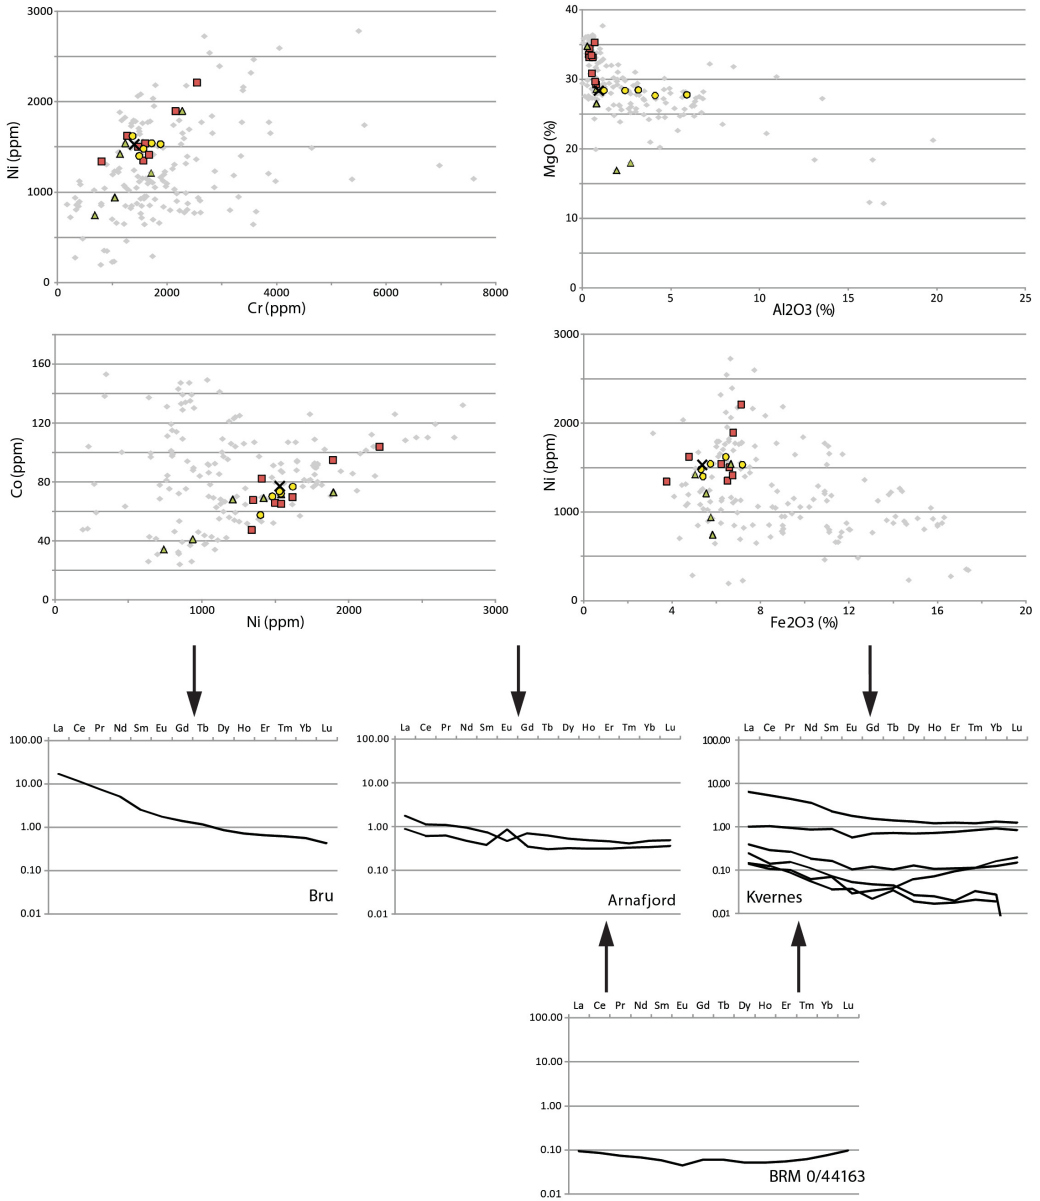 3000
2000
1000
0
Ni (ppm)
0 2000 4000 6000 8000
Cr (ppm)
40
30
20
10
0
MgO (%)
0 5 10 15 20 25
Al2O3 (%)
160
120
80
40
0
Co (ppm)
0 1000 2000 3000
Ni (ppm)
3000
2000
1000
0
Ni (ppm)
0 4 8 12 16 20
Fe2O3 (%)
La Ce Pr Nd Sm Eu Gd Tb Dy Ho Er Tm Yb Lu
100.00
10.00
1.00
0.10
0.01
Bru
La Ce Pr Nd Sm Eu Gd Tb Dy Ho Er Tm Yb Lu
100.00
10.00
1.00
0.10
0.01
Arnafjord
La Ce Pr Nd Sm Eu Gd Tb Dy Ho Er Tm Yb Lu
100.00
10.00
1.00
0.10
0.01
Kvernes
La Ce Pr Nd Sm Eu Gd Tb Dy Ho Er Tm Yb Lu
100.00
10.00
1.00
0.10
0.01
BRM 0/44163